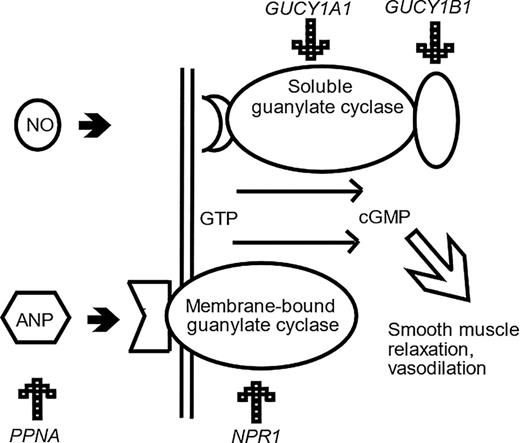 GUCY1A1 GUCY1B1
Soluble
guanylate cyclase
NO
GTP cGMP
Membrane-bound
guanylate cyclase
ANP
Smooth muscle
relaxation,
vasodilation
PPNA NPR1